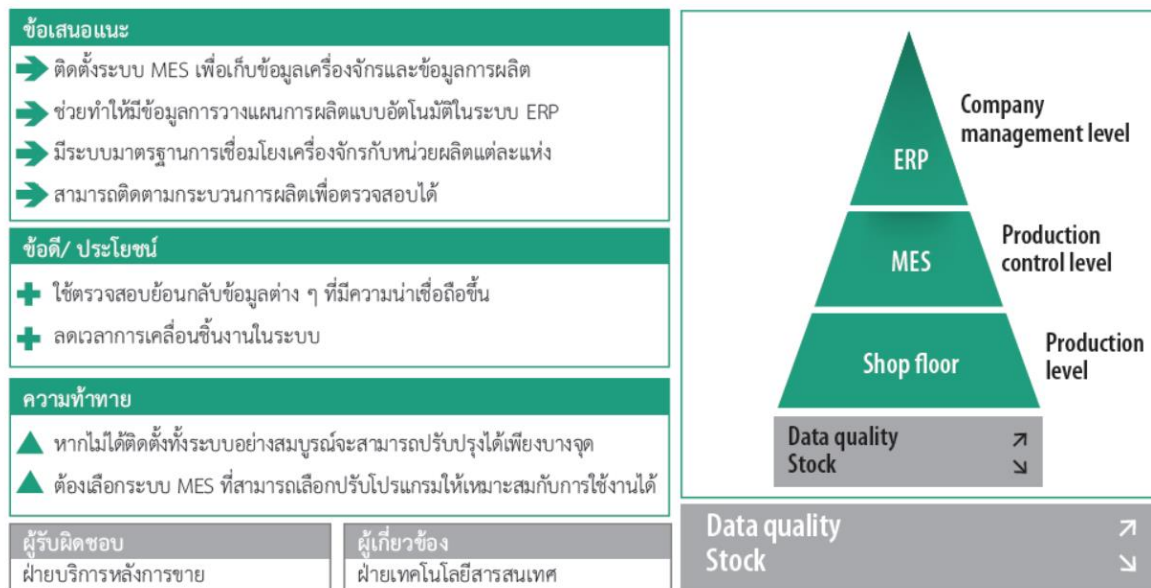 ข้อเสนอแนะ
ติดตั้งระบบ MES เพื่อเก็บข้อมูลเครื่องจักรและข้อมูลการผลิต
ช่วยทำให้มีข้อมูลการวางแผนการผลิตแบบอัตโนมัติในระบบ ERP
มีระบบมาตรฐานการเชื่อมโยงเครื่องจักรกับหน่วยผลิตแต่ละแห่ง
สามารถติดตามกระบวนการผลิตเพื่อตรวจสอบได้
ข้อดี/ ประโยชน์
ใช้ตรวจสอบย้อนกลับข้อมูลต่าง ๆ ที่มีความน่าเชื่อถือขึ้น
ลดเวลาการเคลื่อนชิ้นงานในระบบ
ความท้าทาย
หากไม่ได้ติดตั้งทั้งระบบอย่างสมบูรณ์จะสามารถปรับปรุงได้เพียงบางจุด
ต้องเลือกระบบ MES ที่สามารถเลือกปรับโปรแกรมให้เหมาะสมกับการใช้งานได้
ผู้รับผิดชอบ
ฝ่ายบริการหลังการขาย
ผู้เกี่ยวข้อง
ฝ่ายเทคโนโลยีสารสนเทศ
ERP
Company
management level
MES
Production
control level
Shop floor
Production
level
Data quality
Stock
Data quality
Stock